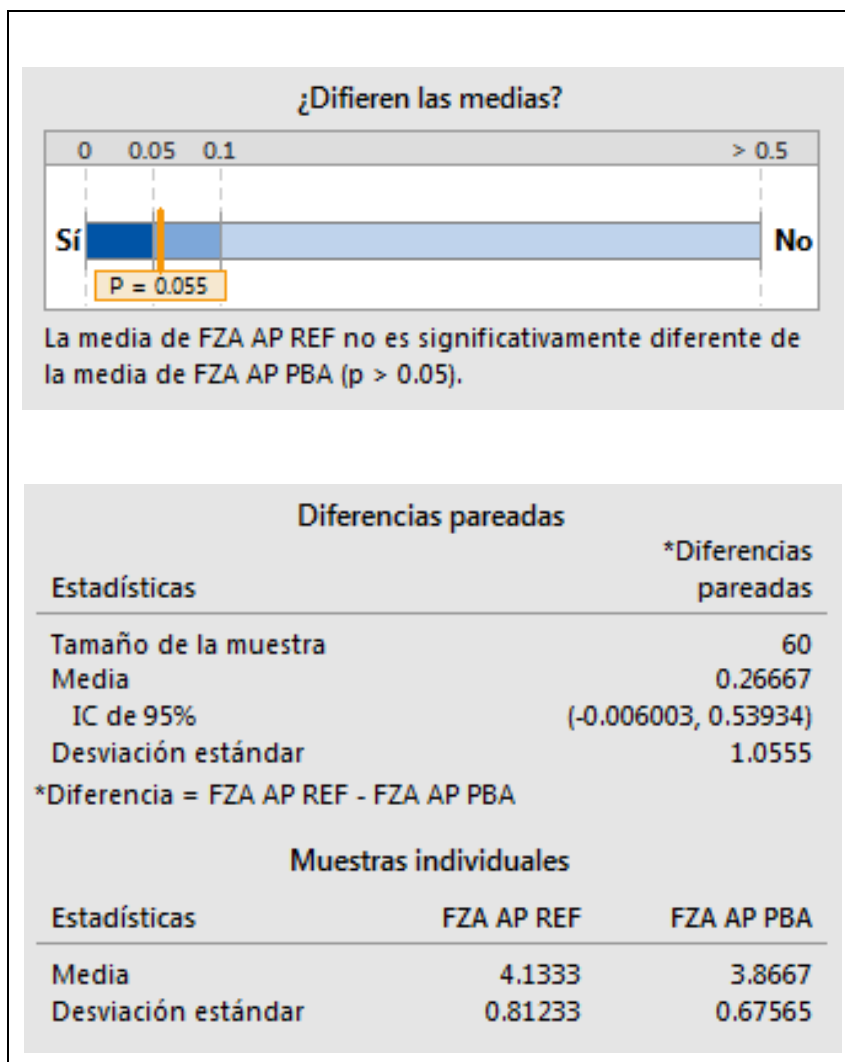 ¿Difieren las medias?
0 0.05 0.1 > 0.5
Sí No
P = 0.055
La media de FZA AP REF no es significativamente diferente de
la media de FZA AP PBA (p > 0.05).
Diferencias pareadas
*Diferencias
Estadísticas pareadas
Tamaño de la muestra 60
Media 0.26667
IC de 95% (-0.006003, 0.53934)
Desviación estándar 1.0555
*Diferencia = FZA AP REF - FZA AP PBA
Muestras individuales
Estadísticas FZA AP REF FZA AP PBA
Media 4.1333 3.8667
Desviación estándar 0.81233 0.67565